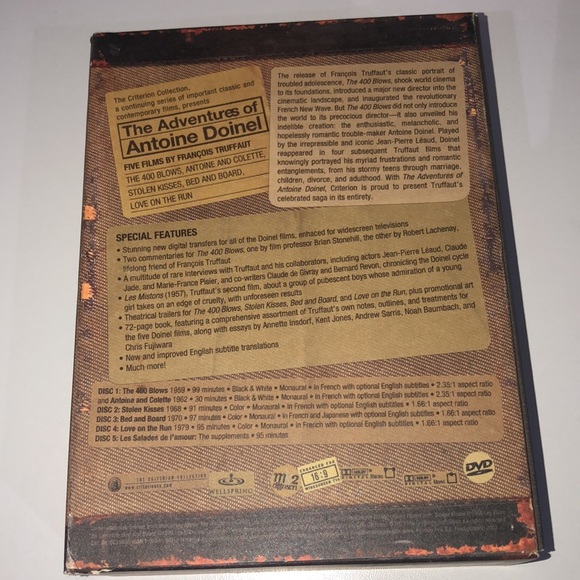 The Criterion Collection,
a continuing series of important classic and
contemporary films, presents
The Adventures of
Antoine Doinel
FIVE FILMS BY FRANÇOIS TRUFFAUT
THE 400 BLOWS, ANTOINE AND COLETTE,
STOLEN KISSES, BED AND BOARD,
LOVE ON THE RUN
The release of François Truffaut's classic portrait of
troubled adolescence, The 400 Blows, shook world cinema
to its foundations, introduced a major new director into the
cinematic landscape, and inaugurated the revolutionary
French New Wave. But The 400 Blows did not only introduce
the world to its precocious director—it also unveiled his
indelible creation: the enthusiastic, melancholic, and
hopelessly romantic trouble-maker Antoine Doinel. Played
by the irrepressible and iconic Jean-Pierre Léaud, Doinel
reappeared in four subsequent Truffaut films that
knowingly portrayed his myriad frustrations and romantic
entanglements, from his stormy teens through marriage,
children, divorce, and adulthood. With The Adventures of
Antoine Doinel, Criterion is proud to present Truffaut's
celebrated saga in its entirety.
SPECIAL FEATURES
• Stunning new digital transfers for all of the Doinel films, enhaced for widescreen televisions
• Two commentaries for The 400 Blows, one by film professor Brian Stonehill, the other by Robert Lachenay,
lifelong friend of François Truffaut
• A multitude of rare interviews with Truffaut and his collaborators, including actors Jean-Pierre Léaud, Claude
Jade, and Marie-France Pisier, and co-writers Claude de Givray and Bernard Revon, chronicling the Doinel cycle
• Les Mistons (1957), Truffaut's second film, about a group of pubescent boys whose admiration of a young
girl takes on an edge of cruelty, with unforseen results
• Theatrical trailers for The 400 Blows, Stolen Kisses, Bed and Board, and Love on the Run, plus promotional art
• 72-page book, featuring a comprehensive assortment of Truffaut's own notes, outlines, and treatments for
the five Doinel films, along with essays by Annette Insdorf, Kent Jones, Andrew Sarris, Noah Baumbach, and
Chris Fujiwara
• New and improved English subtitle translations
• Much more!
DISC 1: The 400 Blows 1959 • 99 minutes • Black & White • Monaural • In French with optional English subtitles • 2.35:1 aspect ratio
and Antoine and Colette 1962 • 30 minutes • Black & White • Monaural • In French with optional English subtitles • 2.35:1 aspect ratio
DISC 2: Stolen Kisses 1968 • 91 minutes • Color • Monaural • In French with optional English subtitles • 1.66:1 aspect ratio
DISC 3: Bed and Board 1970 • 97 minutes • Color • Monaural • In French and Japanese with optional English subtitles • 1.66:1 aspect ratio
DISC 4: Love on the Run 1979 • 95 minutes • Color • Monaural • In French with optional English subtitles • 1.66:1 aspect ratio
DISC 5: Les Salades de l'amour: The supplements • 95 minutes
THE CRITERION COLLECTION
www.criterionco.com
WELLSPRING
m
2
ENHANCED FOR
16:9
WIDESCREEN
DOLBY
DIGITAL
DOLBY
DIGITAL
DVD